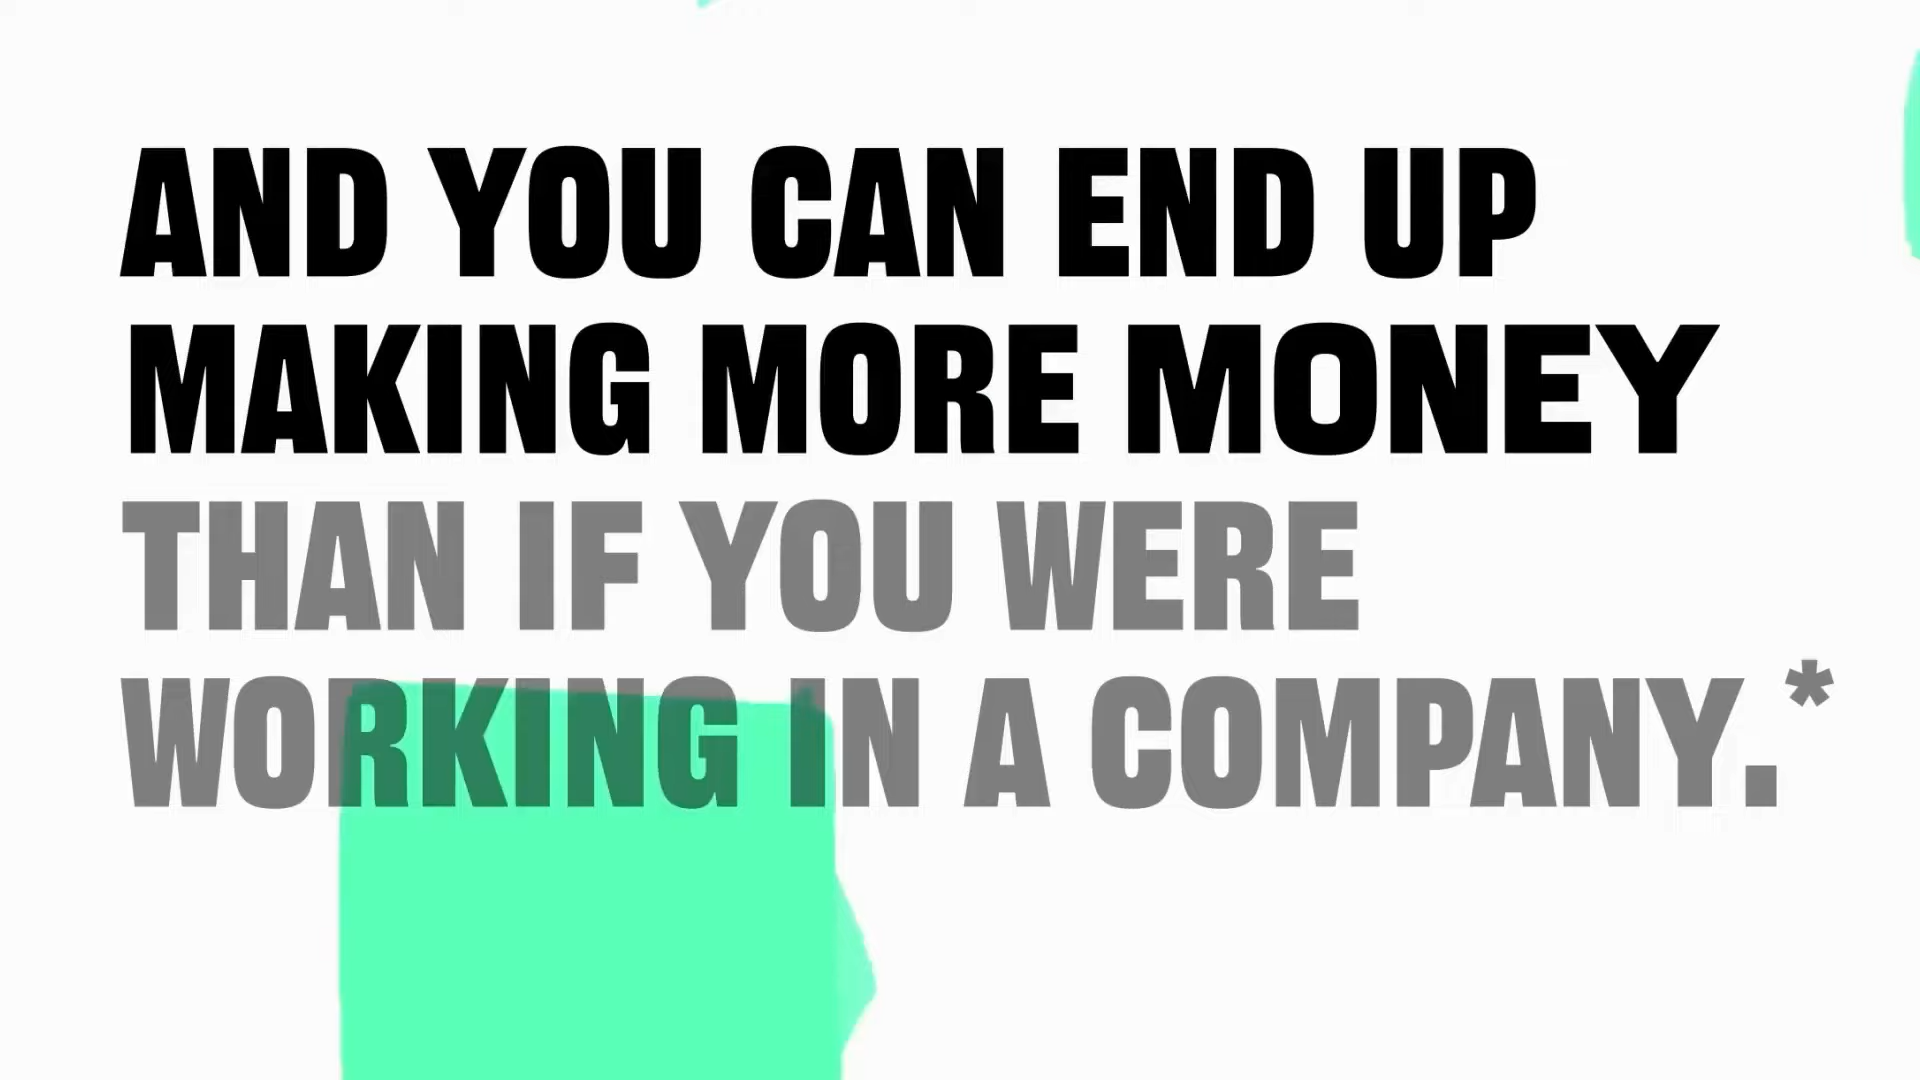 AND YOU CAN END UP
MAKING MORE MONEY
THAN IF YOU WERE
WORKING IN A COMPANY.*